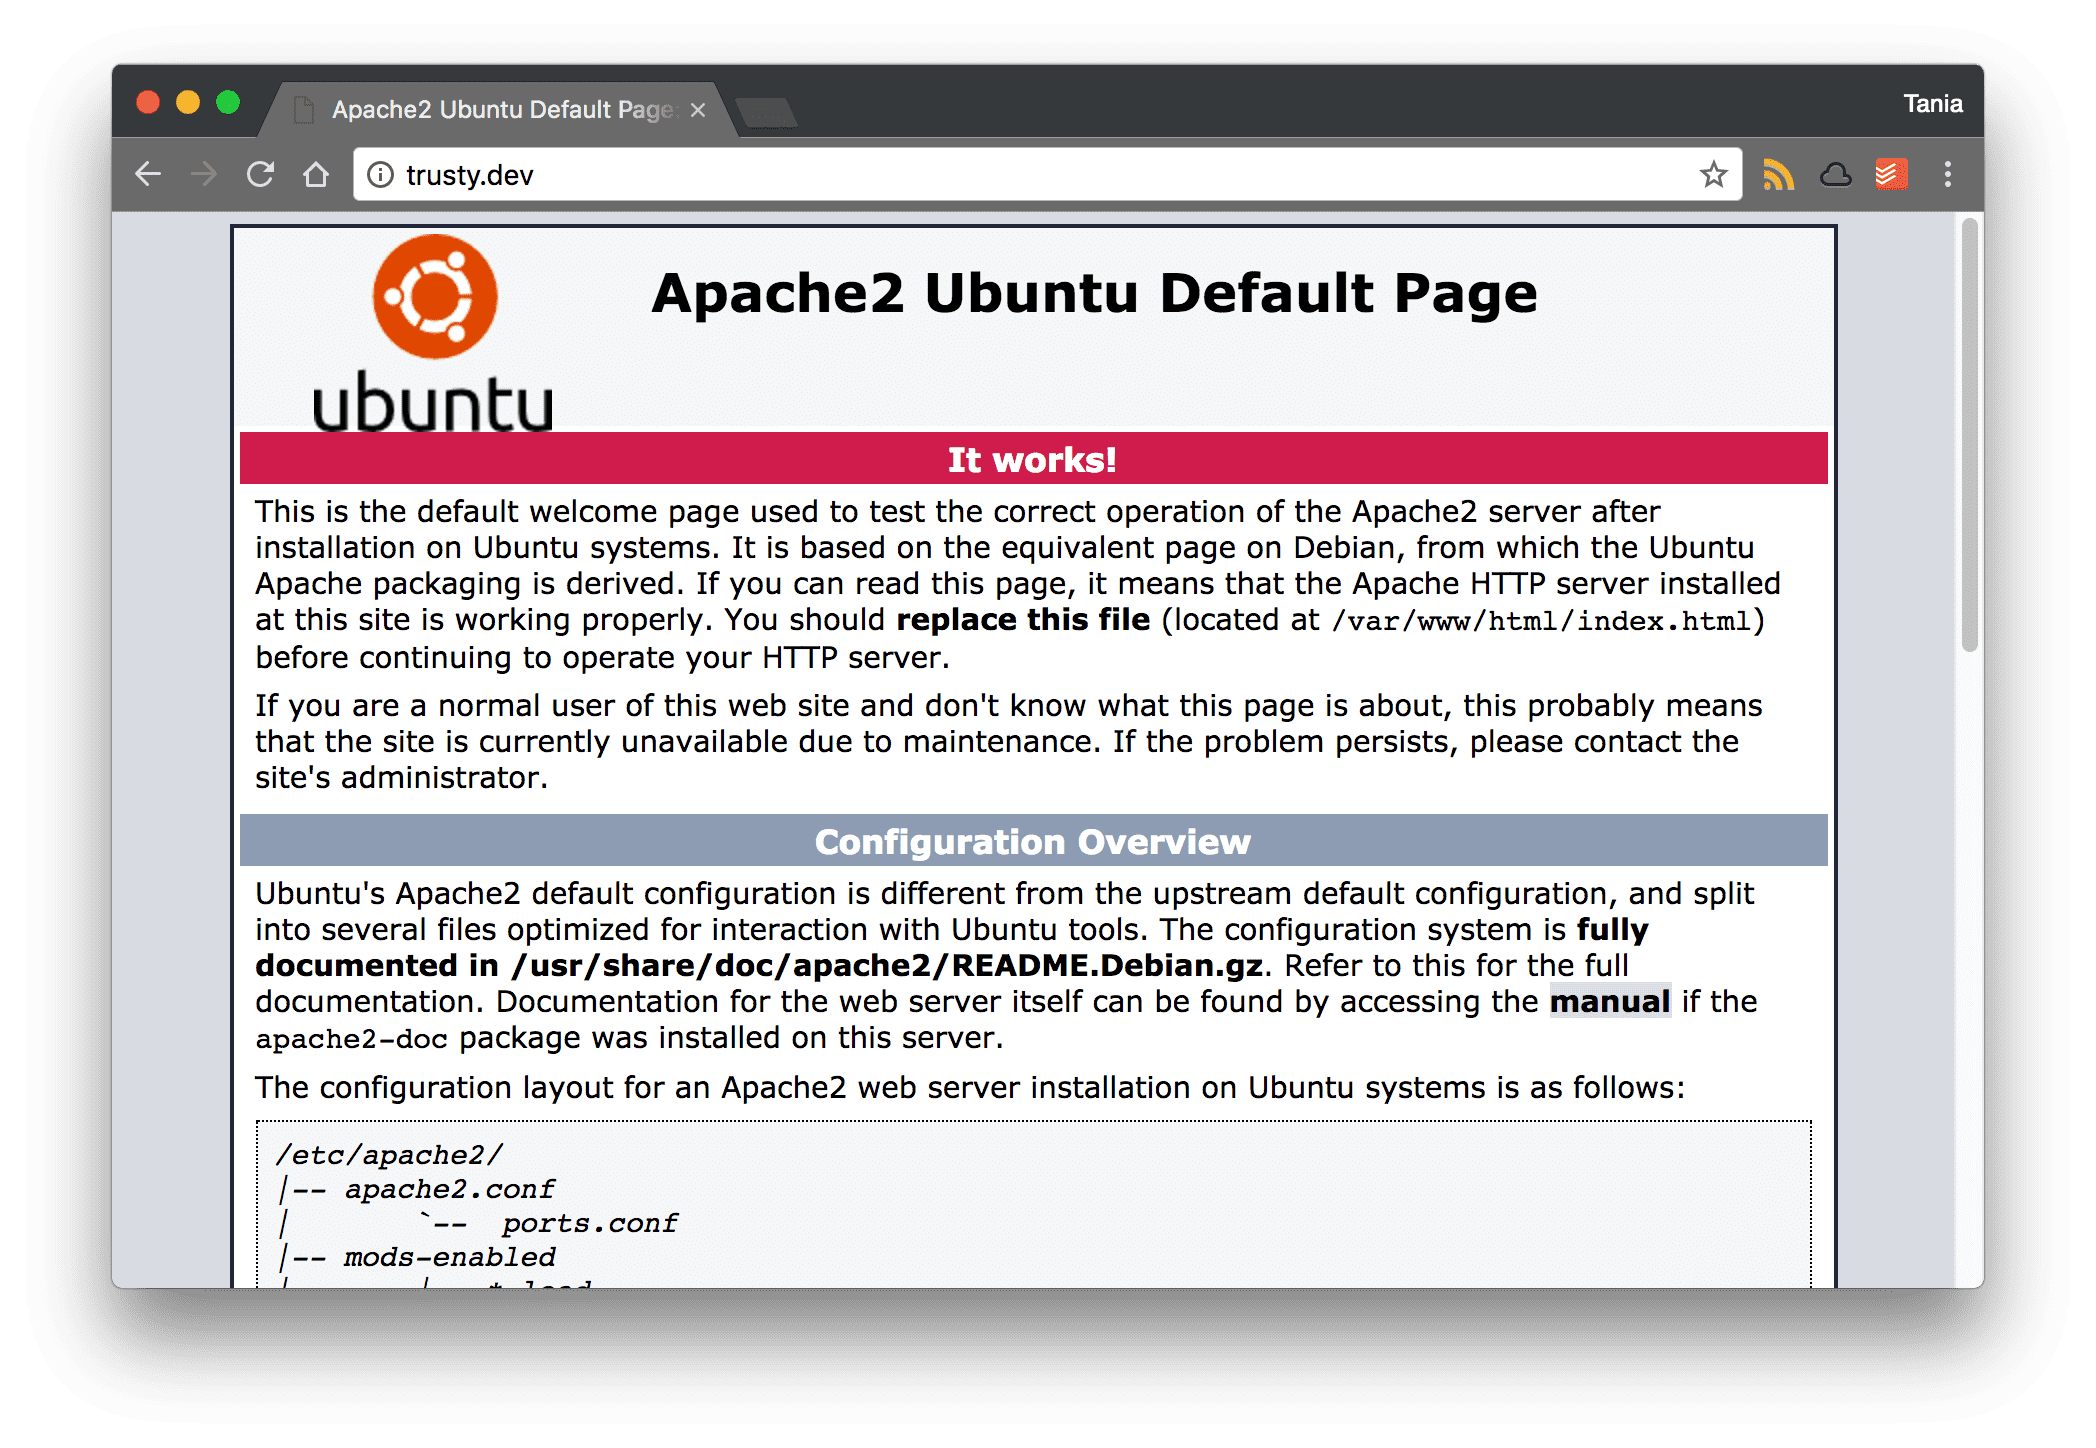 Apache2 Ubuntu Default Page:
Tania
trusty.dev
ubuntu
Apache2 Ubuntu Default Page
It works!
This is the default welcome page used to test the correct operation of the Apache2 server after
installation on Ubuntu systems. It is based on the equivalent page on Debian, from which the Ubuntu
Apache packaging is derived. If you can read this page, it means that the Apache HTTP server installed
at this site is working properly. You should replace this file (located at /var/www/html/index.html)
before continuing to operate your HTTP server.
If you are a normal user of this web site and don't know what this page is about, this probably means
that the site is currently unavailable due to maintenance. If the problem persists, please contact the
site's administrator.
Configuration Overview
Ubuntu's Apache2 default configuration is different from the upstream default configuration, and split
into several files optimized for interaction with Ubuntu tools. The configuration system is fully
documented in /usr/share/doc/apache2/README.Debian.gz. Refer to this for the full
documentation. Documentation for the web server itself can be found by accessing the manual if the
apache2-doc package was installed on this server.
The configuration layout for an Apache2 web server installation on Ubuntu systems is as follows:
/etc/apache2/
|-- apache2.conf
|       `--  ports.conf
|-- mods-enabled